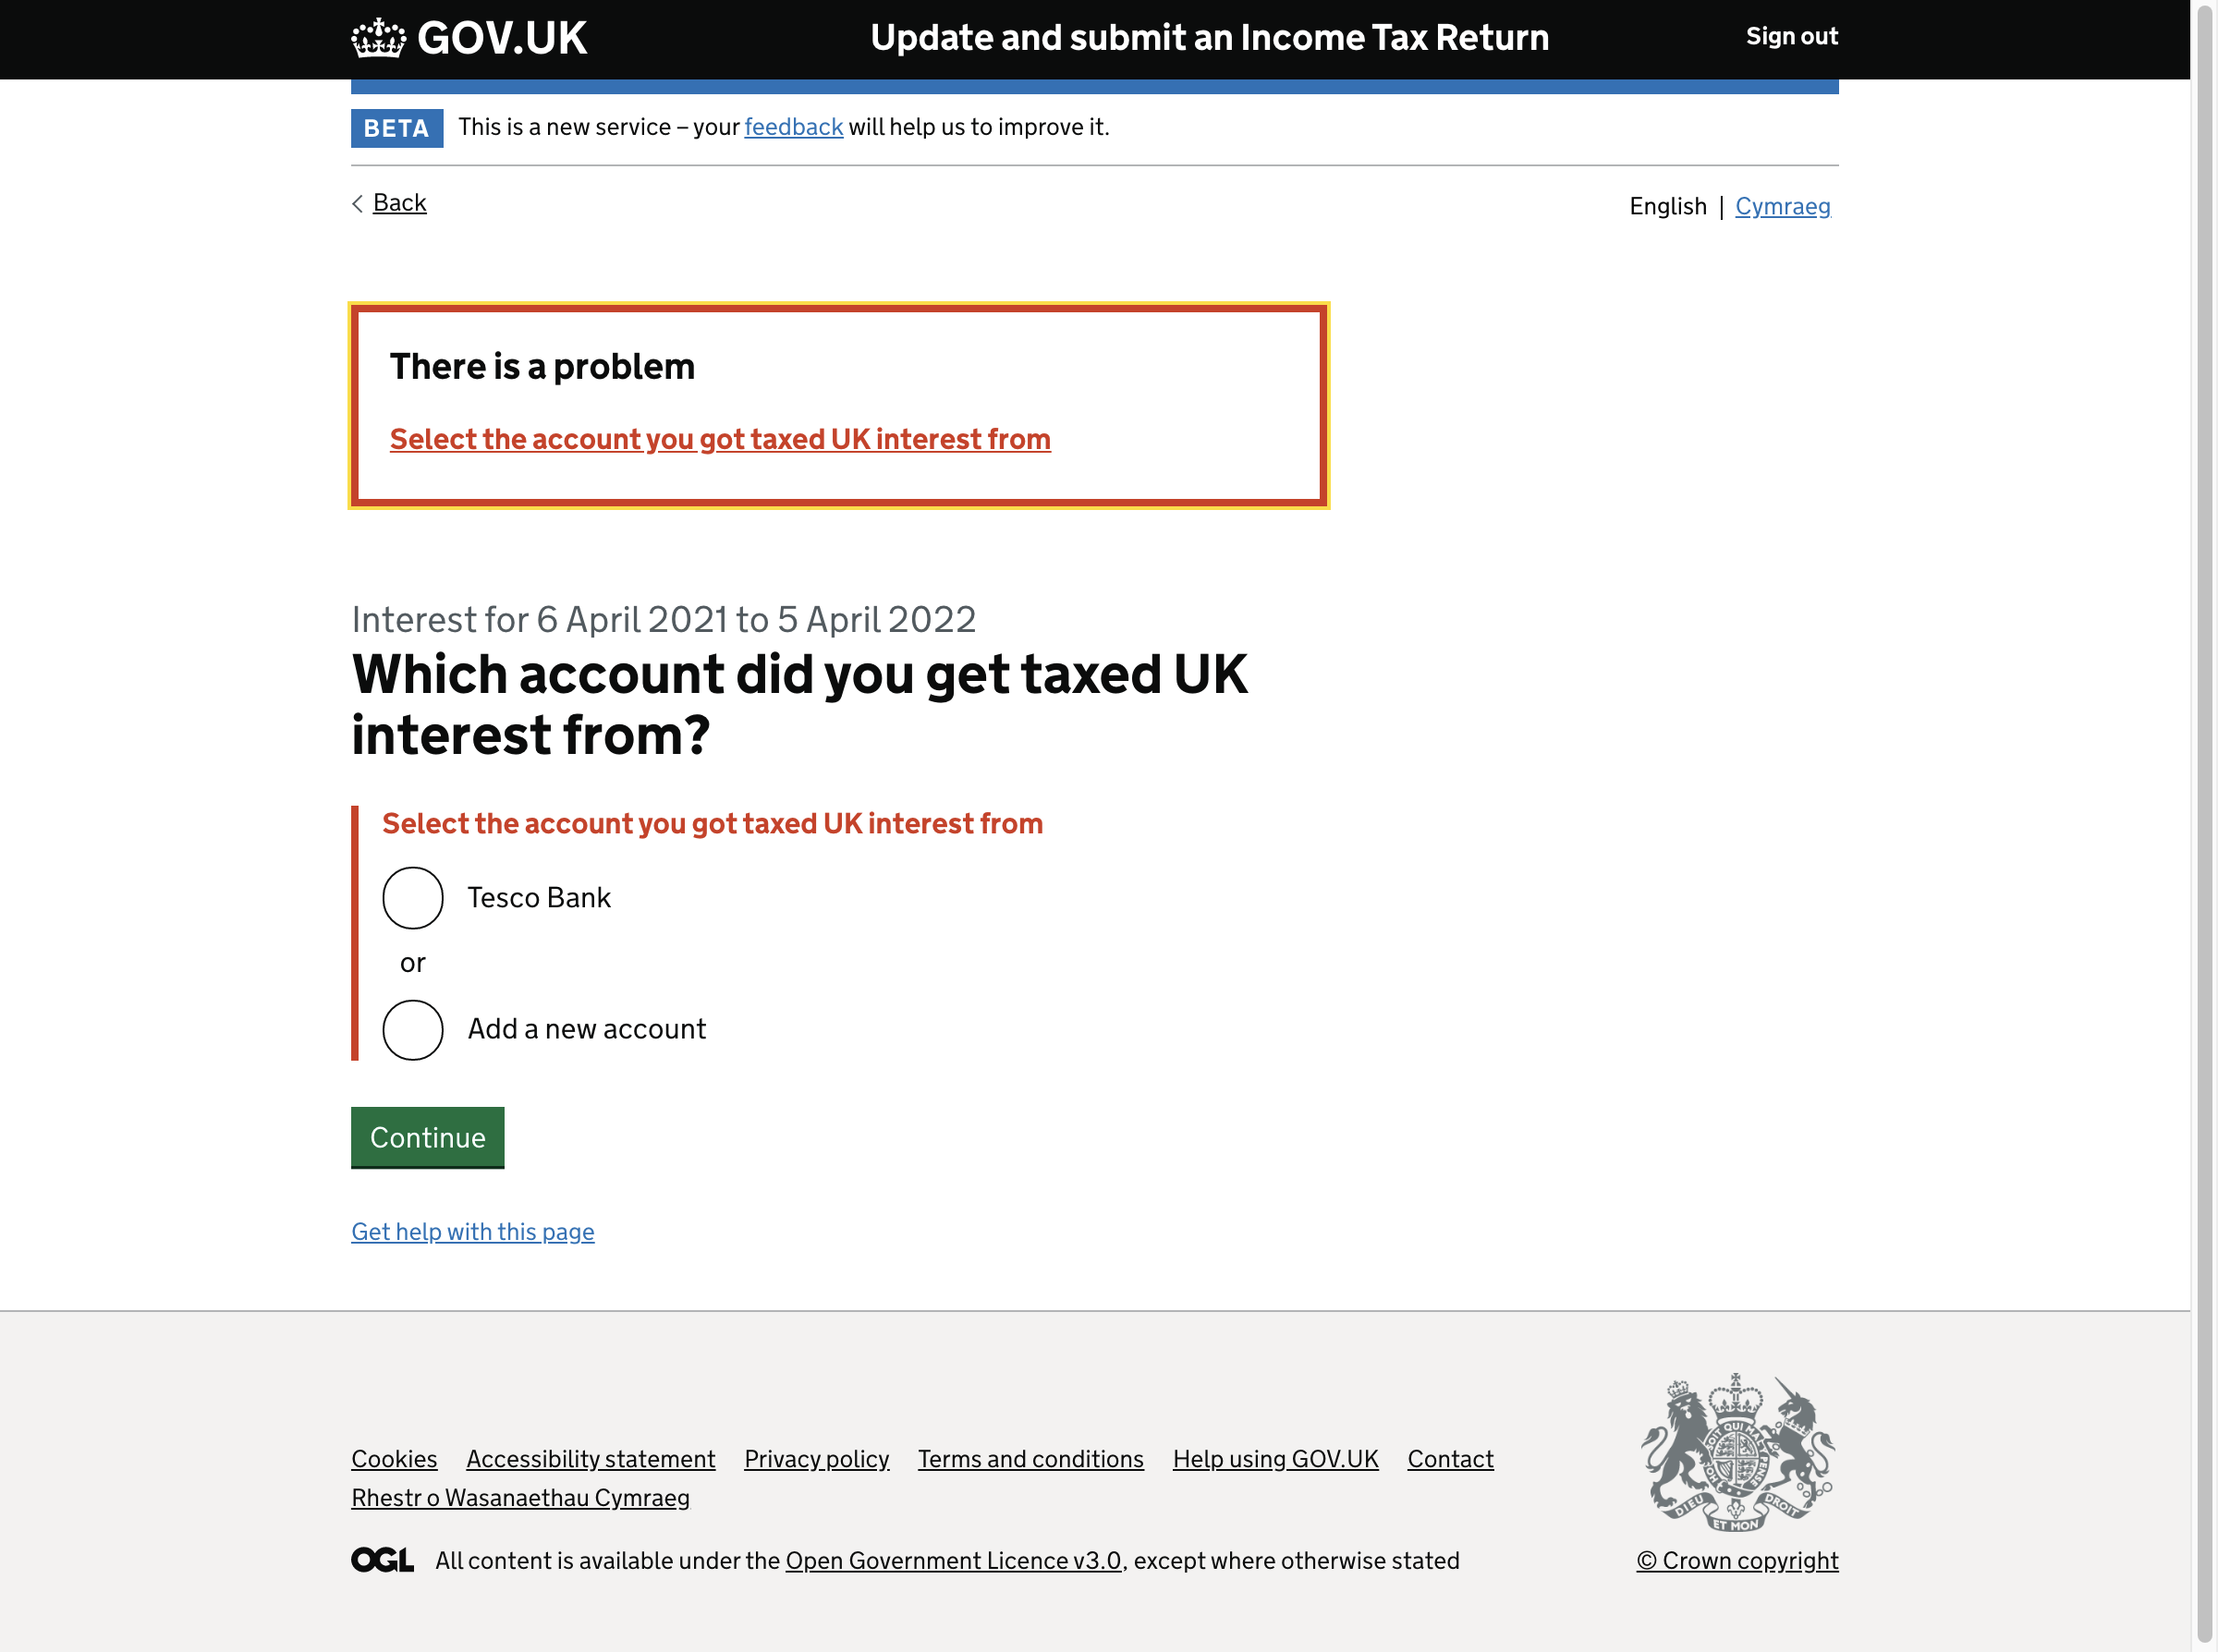 GOV.UK
Update and submit an Income Tax Return
Sign out
BETA This is a new service – your feedback will help us to improve it.
Back
English | Cymraeg
There is a problem
Select the account you got taxed UK interest from
Interest for 6 April 2021 to 5 April 2022
Which account did you get taxed UK
interest from?
Select the account you got taxed UK interest from
Tesco Bank
or
Add a new account
Continue
Get help with this page
Cookies Accessibility statement Privacy policy Terms and conditions Help using GOV.UK Contact
Rhestr o Wasanaethau Cymraeg
DIEU ET MON DROIT
OGL All content is available under the Open Government Licence v3.0, except where otherwise stated
© Crown copyright